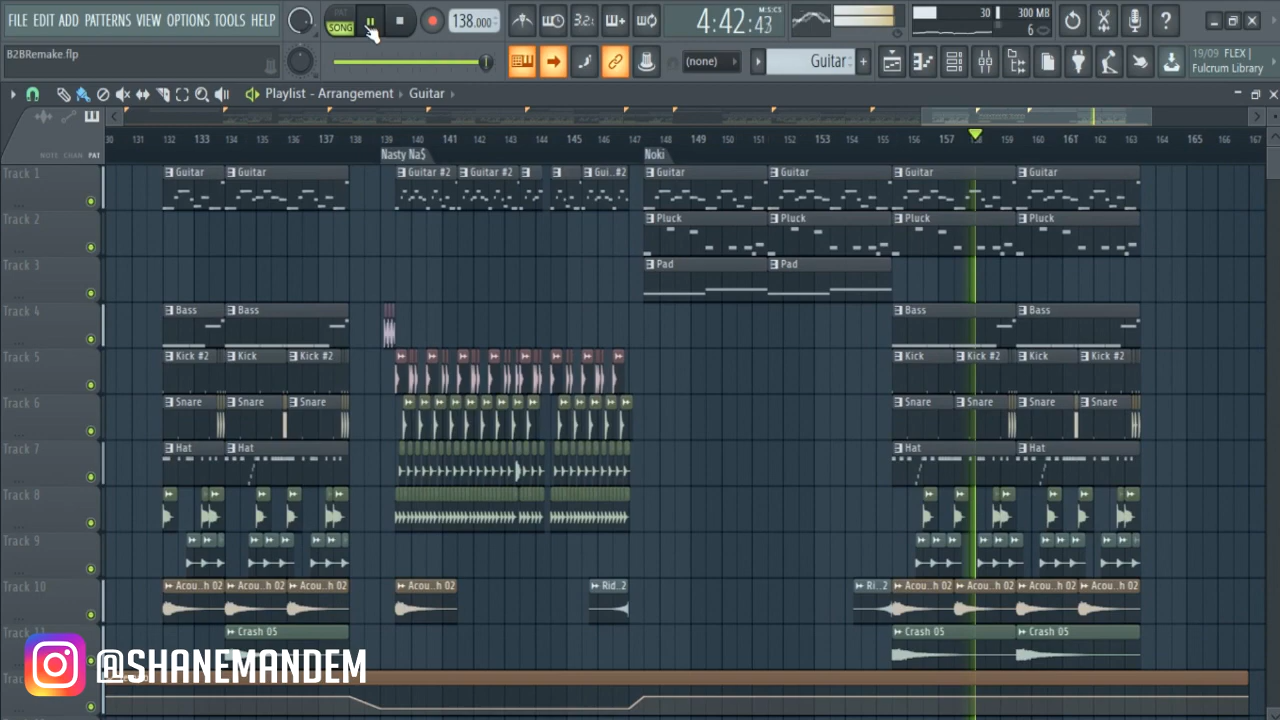 FILE EDIT ADD PATTERNS VIEW OPTIONS TOOLS HELP
PAT
SONG
138.000
3.2:
4:42:43
M:S:CS
30
300 MB
6
B2BRemake.flp
(none)
Guitar
19/09 FLEX |
Fulcrum Library
Playlist - Arrangement Guitar
NOTE CHAN PAT
30 131 132 133 134 135 136 137 138 139 140 141 142 143 144 145 146 147 148 149 150 151 152 153 154 155 156 157 158 159 160 161 162 163 164 165 166 167
Nasty Na$
Noki
Track 1
Guitar Guitar Guitar #2 Guitar #2 Gui...#2 Guitar Guitar Guitar Guitar
Track 2
Pluck Pluck Pluck Pluck
Track 3
Pad Pad
Track 4
Bass Bass Bass Bass
Track 5
Kick #2 Kick Kick #2 Kick Kick #2 Kick Kick #2
Track 6
Snare Snare Snare Snare Snare Snare Snare
Track 7
Hat Hat Hat Hat
Track 8
Track 9
Track 10
Acou...h 02 Acou...h 02 Acou...h 02 Acou...h 02 Rid...2 Ri...2 Acou...h 02 Acou...h 02 Acou...h 02 Acou...h 02
Track 11
Crash 05 Crash 05 Crash 05
@SHANEMANDEM